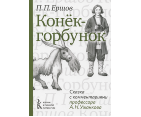 П.П. Ершов
Конёк-
горбунок
Сказка
с комментариями
профессора
А.Н. Ужанкова